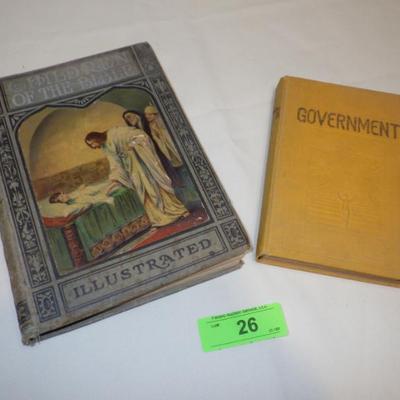 CHILDREN
OF THE BIBLE
ILLUSTRATED
GOVERNMENT
26